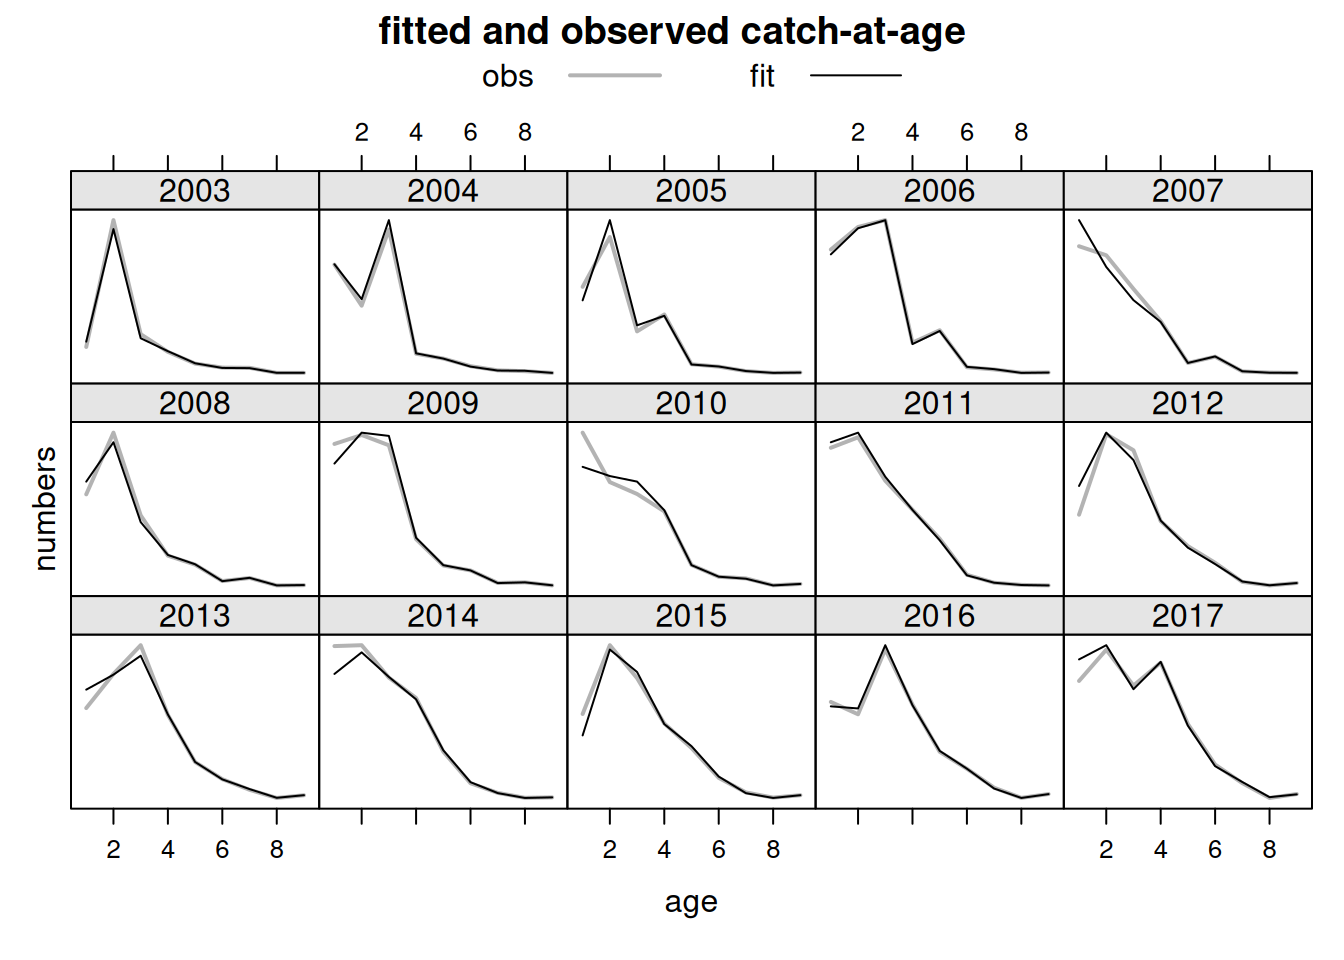 fitted and observed catch-at-age
obs fit
2 4 6 8 2 4 6 8
2003 2004 2005 2006 2007
2008 2009 2010 2011 2012
numbers
2013 2014 2015 2016 2017
2 4 6 8 2 4 6 8 2 4 6 8
age